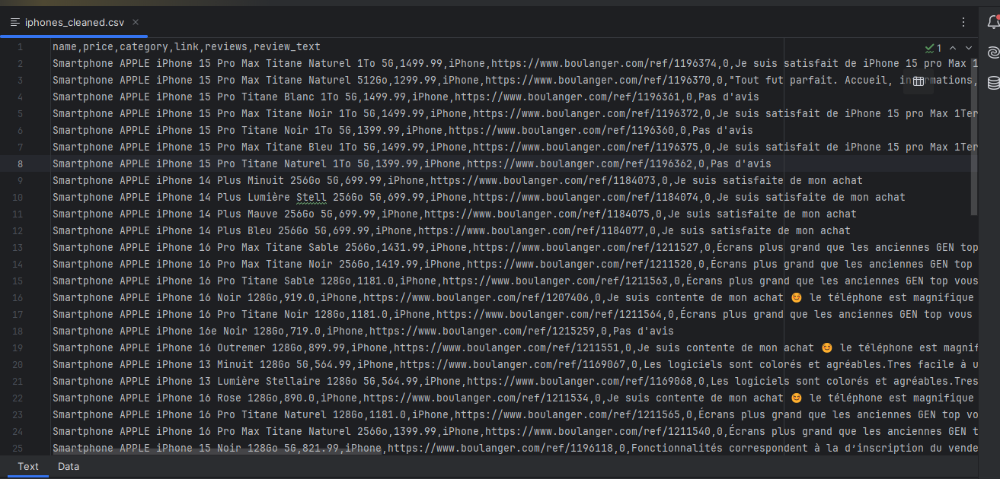 iphones_cleaned.csv
1
1 name,price,category,link,reviews,review_text
2 Smartphone APPLE iPhone 15 Pro Max Titane Naturel 1To 5G,1499.99,iPhone,https://www.boulanger.com/ref/1196374,0,Je suis satisfait de iPhone 15 pro Max 1
3 Smartphone APPLE iPhone 15 Pro Max Titane Naturel 512Go,1299.99,iPhone,https://www.boulanger.com/ref/1196370,0,"Tout fut parfait. Accueil, informations,
4 Smartphone APPLE iPhone 15 Pro Titane Blanc 1To 5G,1499.99,iPhone,https://www.boulanger.com/ref/1196361,0,Pas d'avis
5 Smartphone APPLE iPhone 15 Pro Max Titane Noir 1To 5G,1499.99,iPhone,https://www.boulanger.com/ref/1196372,0,Je suis satisfait de iPhone 15 pro Max 1Ter
6 Smartphone APPLE iPhone 15 Pro Titane Noir 1To 5G,1399.99,iPhone,https://www.boulanger.com/ref/1196360,0,Pas d'avis
7 Smartphone APPLE iPhone 15 Pro Max Titane Bleu 1To 5G,1499.99,iPhone,https://www.boulanger.com/ref/1196375,0,Je suis satisfait de iPhone 15 pro Max 1Ter
8 Smartphone APPLE iPhone 15 Pro Titane Naturel 1To 5G,1399.99,iPhone,https://www.boulanger.com/ref/1196362,0,Pas d'avis
9 Smartphone APPLE iPhone 14 Plus Minuit 256Go 5G,699.99,iPhone,https://www.boulanger.com/ref/1184073,0,Je suis satisfaite de mon achat
10 Smartphone APPLE iPhone 14 Plus Lumière Stell 256Go 5G,699.99,iPhone,https://www.boulanger.com/ref/1184074,0,Je suis satisfaite de mon achat
11 Smartphone APPLE iPhone 14 Plus Mauve 256Go 5G,699.99,iPhone,https://www.boulanger.com/ref/1184075,0,Je suis satisfaite de mon achat
12 Smartphone APPLE iPhone 14 Plus Bleu 256Go 5G,699.99,iPhone,https://www.boulanger.com/ref/1184077,0,Je suis satisfaite de mon achat
13 Smartphone APPLE iPhone 16 Pro Max Titane Sable 256Go,1431.99,iPhone,https://www.boulanger.com/ref/1211527,0,Écrans plus grand que les anciennes GEN top
14 Smartphone APPLE iPhone 16 Pro Max Titane Noir 256Go,1419.99,iPhone,https://www.boulanger.com/ref/1211520,0,Écrans plus grand que les anciennes GEN top
15 Smartphone APPLE iPhone 16 Pro Titane Sable 128Go,1181.0,iPhone,https://www.boulanger.com/ref/1211563,0,Écrans plus grand que les anciennes GEN top vous
16 Smartphone APPLE iPhone 16 Noir 128Go,919.0,iPhone,https://www.boulanger.com/ref/1207406,0,Je suis contente de mon achat 😊 le téléphone est magnifique
17 Smartphone APPLE iPhone 16 Pro Titane Noir 128Go,1181.0,iPhone,https://www.boulanger.com/ref/1211564,0,Écrans plus grand que les anciennes GEN top vous
18 Smartphone APPLE iPhone 16e Noir 128Go,719.0,iPhone,https://www.boulanger.com/ref/1215259,0,Pas d'avis
19 Smartphone APPLE iPhone 16 Outremer 128Go,899.99,iPhone,https://www.boulanger.com/ref/1211551,0,Je suis contente de mon achat 😊 le téléphone est magnif
20 Smartphone APPLE iPhone 13 Minuit 128Go 5G,564.99,iPhone,https://www.boulanger.com/ref/1169067,0,Les logiciels sont colorés et agréables.Tres facile à u
21 Smartphone APPLE iPhone 13 Lumière Stellaire 128Go 5G,564.99,iPhone,https://www.boulanger.com/ref/1169068,0,Les logiciels sont colorés et agréables.Tres
22 Smartphone APPLE iPhone 16 Rose 128Go,890.0,iPhone,https://www.boulanger.com/ref/1211534,0,Je suis contente de mon achat 😊 le téléphone est magnifique
23 Smartphone APPLE iPhone 16 Pro Titane Naturel 128Go,1181.0,iPhone,https://www.boulanger.com/ref/1211565,0,Écrans plus grand que les anciennes GEN top vo
24 Smartphone APPLE iPhone 16 Pro Max Titane Naturel 256Go,1399.99,iPhone,https://www.boulanger.com/ref/1211540,0,Écrans plus grand que les anciennes GEN t
25 Smartphone APPLE iPhone 15 Noir 128Go 5G,821.99,iPhone,https://www.boulanger.com/ref/1196118,0,Fonctionnalités correspondent à la d'inscription du vende
Text Data